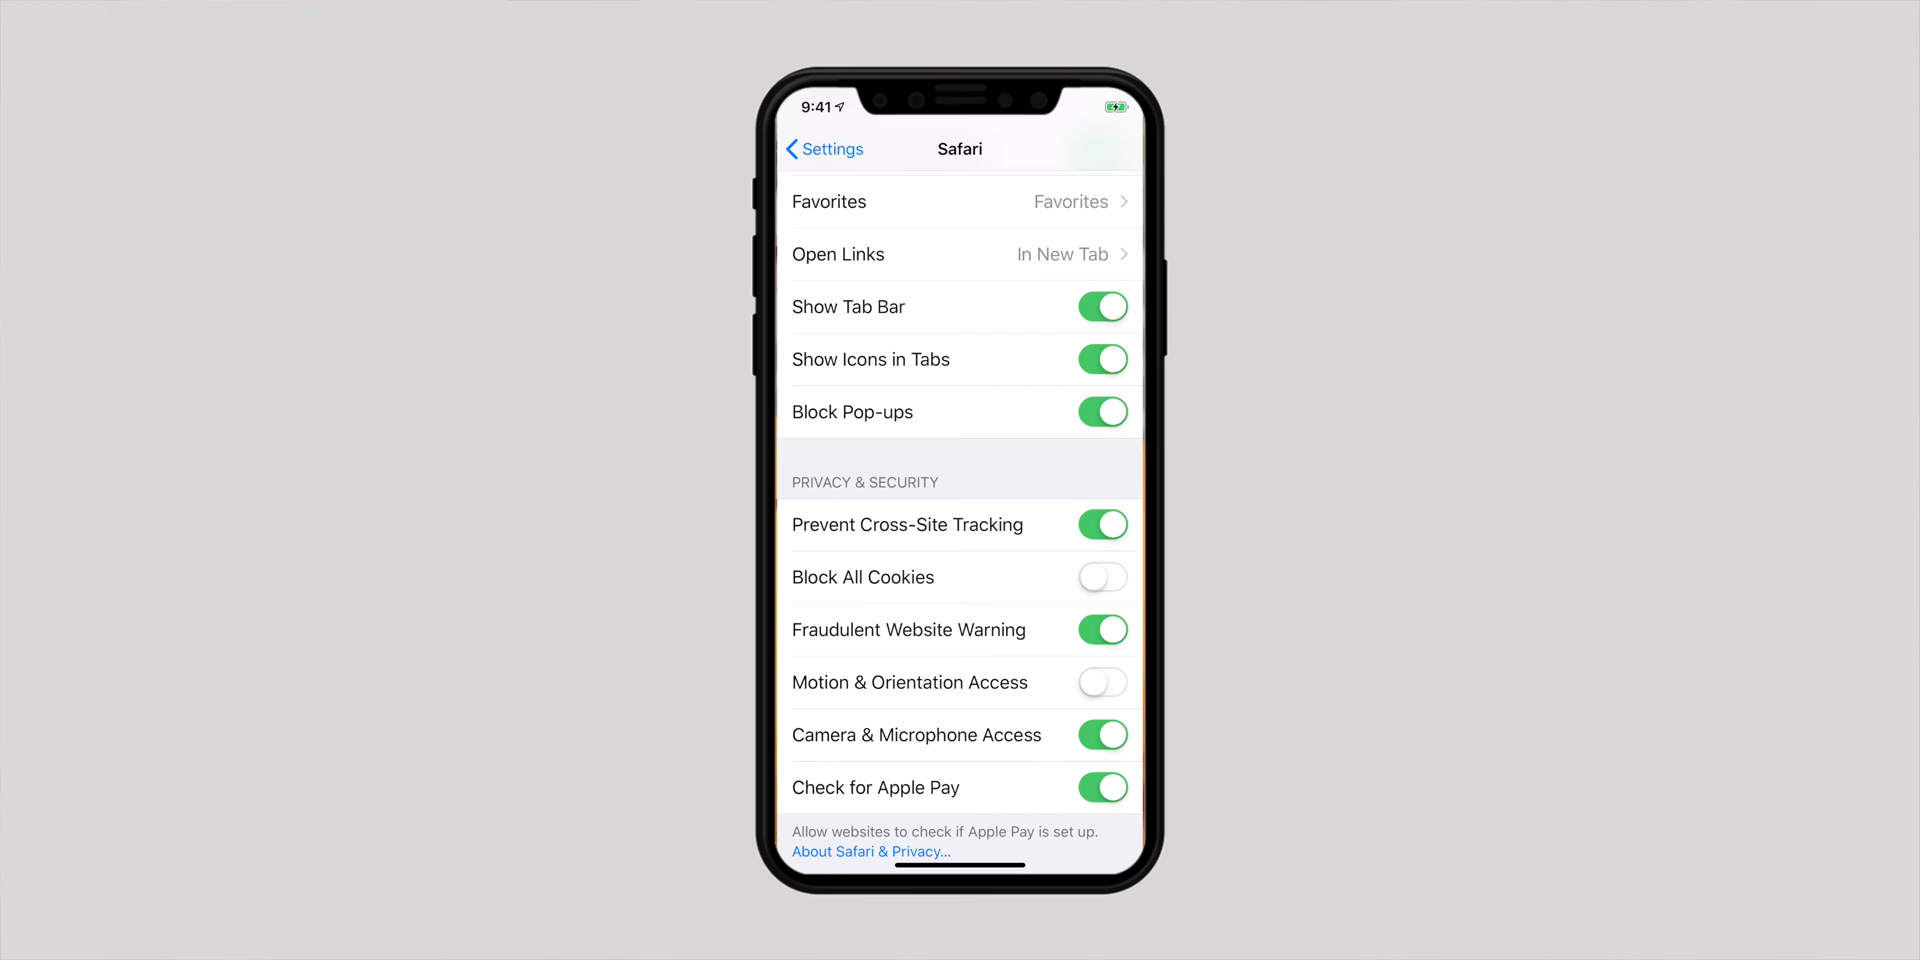 9:41
Settings
Safari
Favorites Favorites
Open Links In New Tab
Show Tab Bar
Show Icons in Tabs
Block Pop-ups
PRIVACY & SECURITY
Prevent Cross-Site Tracking
Block All Cookies
Fraudulent Website Warning
Motion & Orientation Access
Camera & Microphone Access
Check for Apple Pay
Allow websites to check if Apple Pay is set up.
About Safari & Privacy...